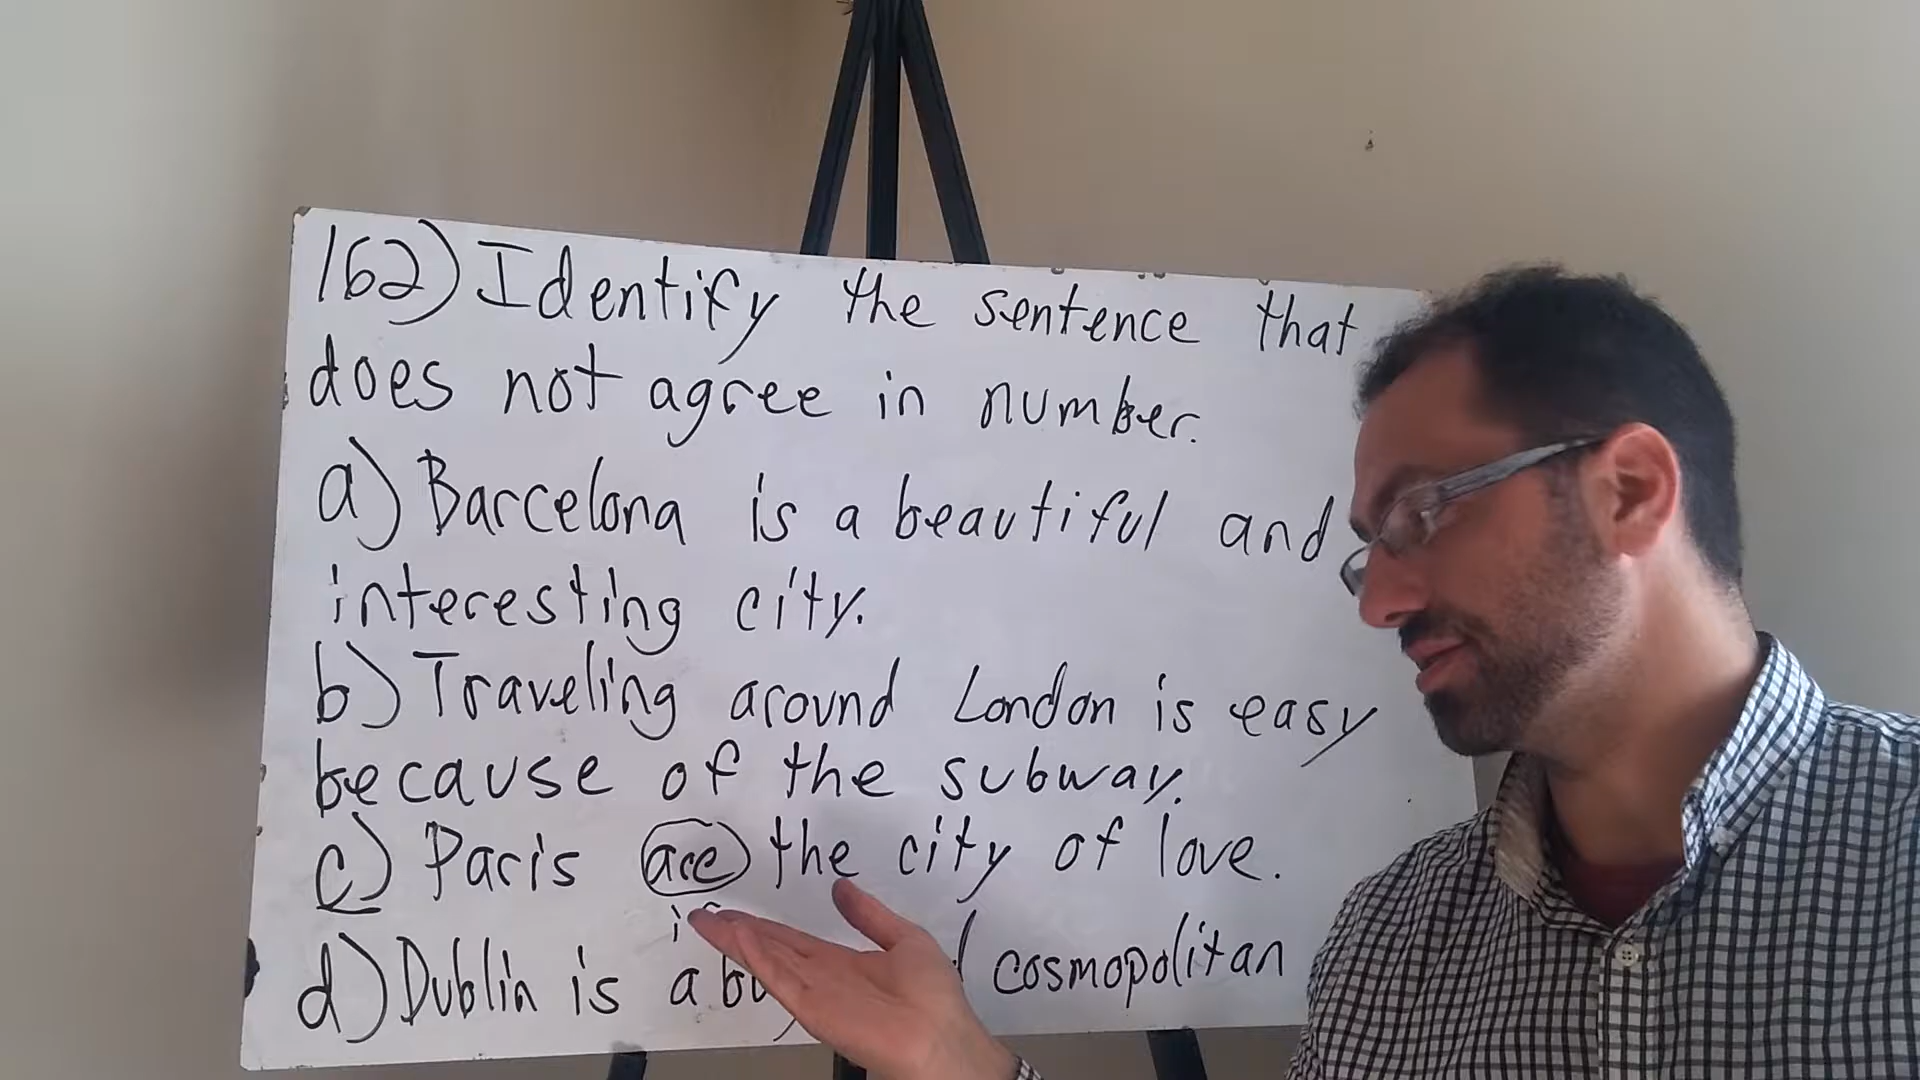 162) Identify the sentence that
does not agree in number.
a) Barcelona is a beautiful and
interesting city.
b) Traveling around London is easy
because of the subway.
c) Paris are the city of love.
is
d) Dublin is a cosmopolitan